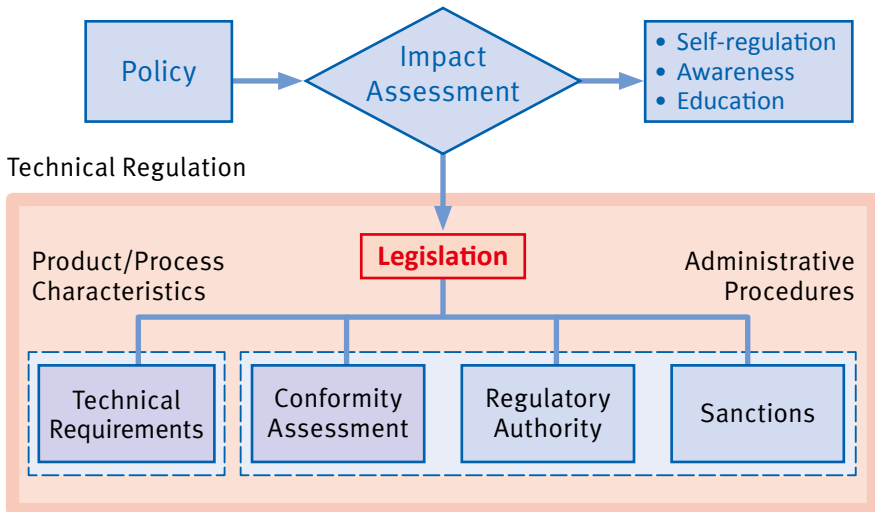 Policy
Impact
Assessment
• Self-regulation
• Awareness
• Education
Technical Regulation
Legislation
Product/Process
Characteristics
Administrative
Procedures
Technical
Requirements
Conformity
Assessment
Regulatory
Authority
Sanctions